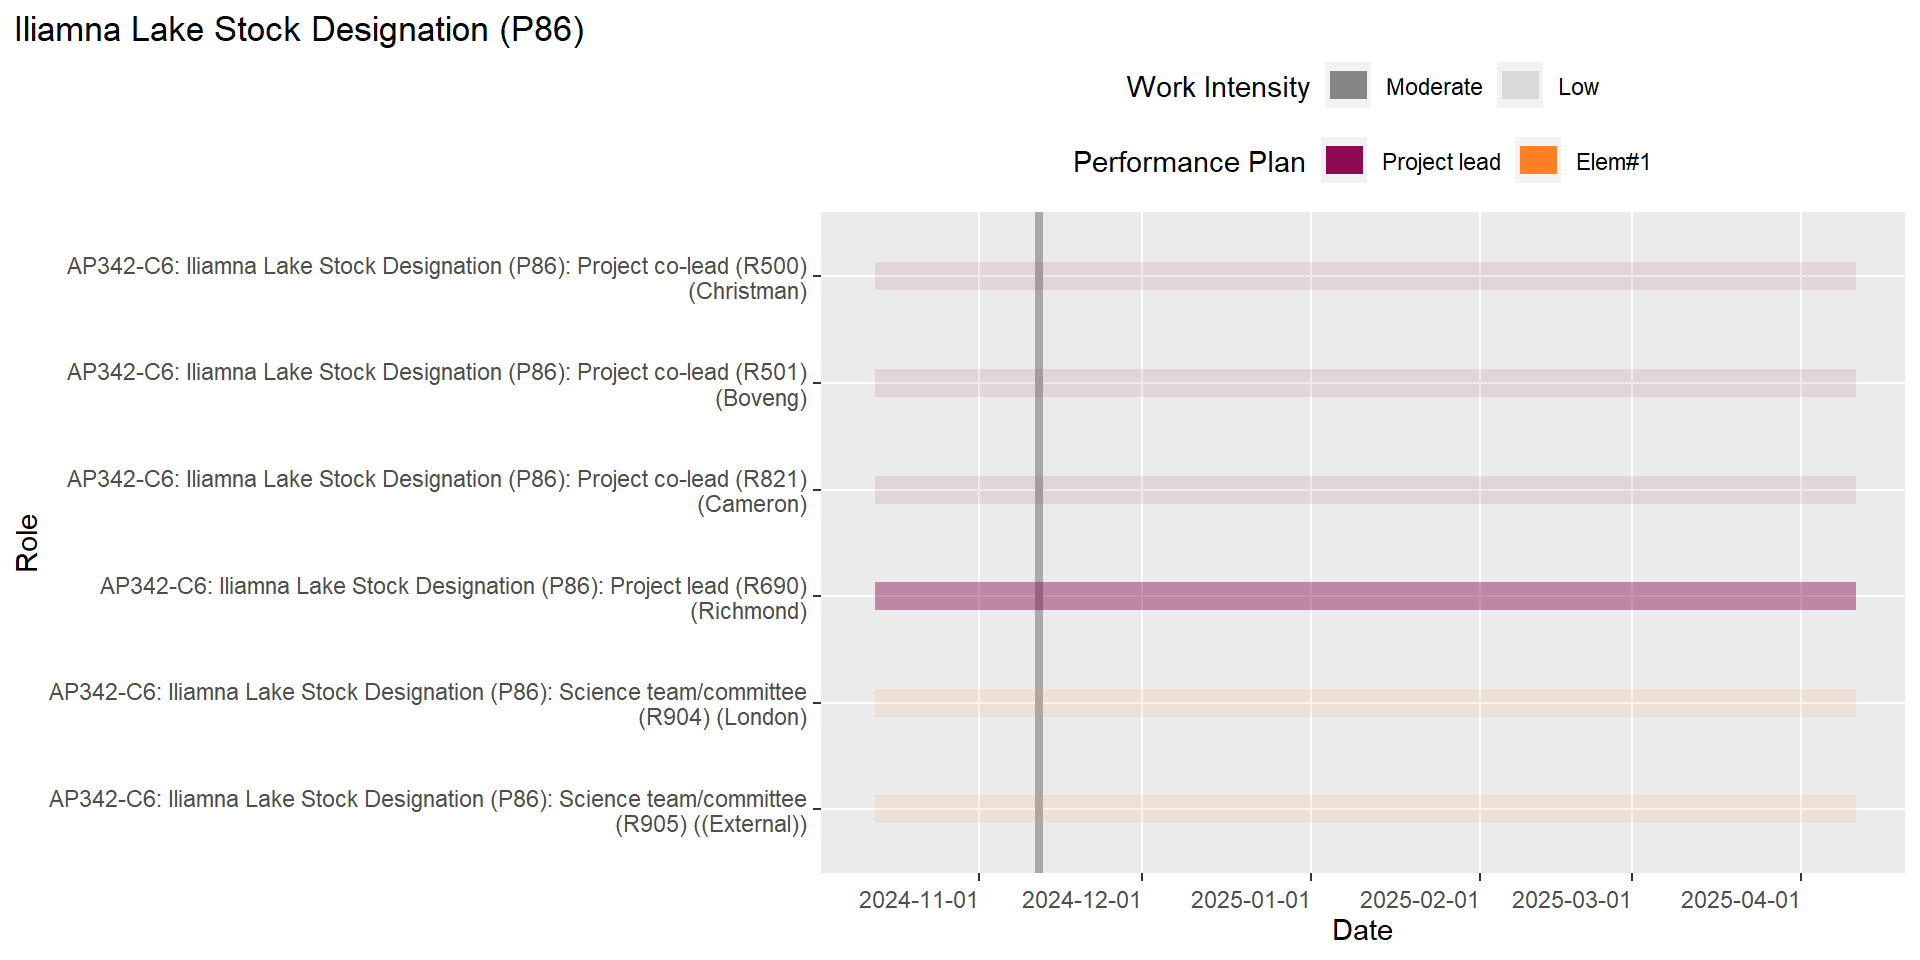 Iliamna Lake Stock Designation (P86)
Work Intensity Moderate Low
Performance Plan Project lead Elem#1
AP342-C6: Iliamna Lake Stock Designation (P86): Project co-lead (R500)
(Christman)
AP342-C6: Iliamna Lake Stock Designation (P86): Project co-lead (R501)
(Boveng)
AP342-C6: Iliamna Lake Stock Designation (P86): Project co-lead (R821)
(Cameron)
Role
AP342-C6: Iliamna Lake Stock Designation (P86): Project lead (R690)
(Richmond)
AP342-C6: Iliamna Lake Stock Designation (P86): Science team/committee
(R904) (London)
AP342-C6: Iliamna Lake Stock Designation (P86): Science team/committee
(R905) ((External))
2024-11-01 2024-12-01 2025-01-01 2025-02-01 2025-03-01 2025-04-01
Date